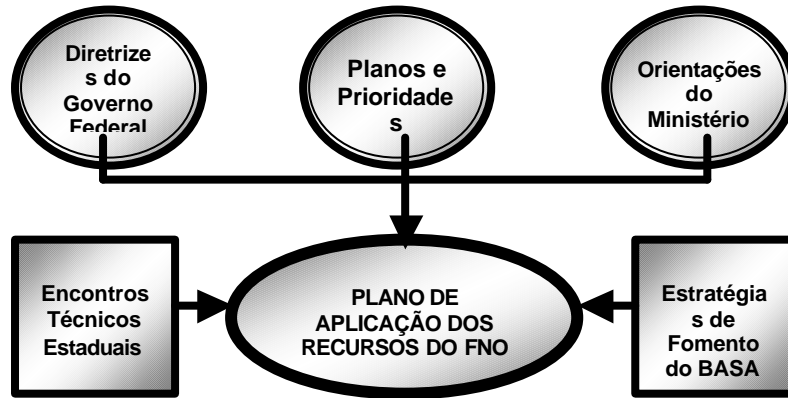 Diretrize
s do
Governo
Federal
Planos e
Prioridade
s
Orientações
do
Ministério
Encontros
Técnicos
Estaduais
PLANO DE
APLICAÇÃO DOS
RECURSOS DO FNO
Estratégia
s de
Fomento
do BASA